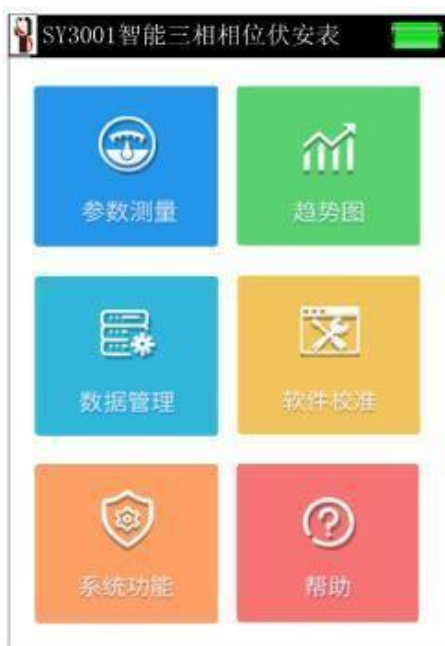 SY3001智能三相相位伏安表
参数测量
趋势图
数据管理
软件校准
系统功能
帮助